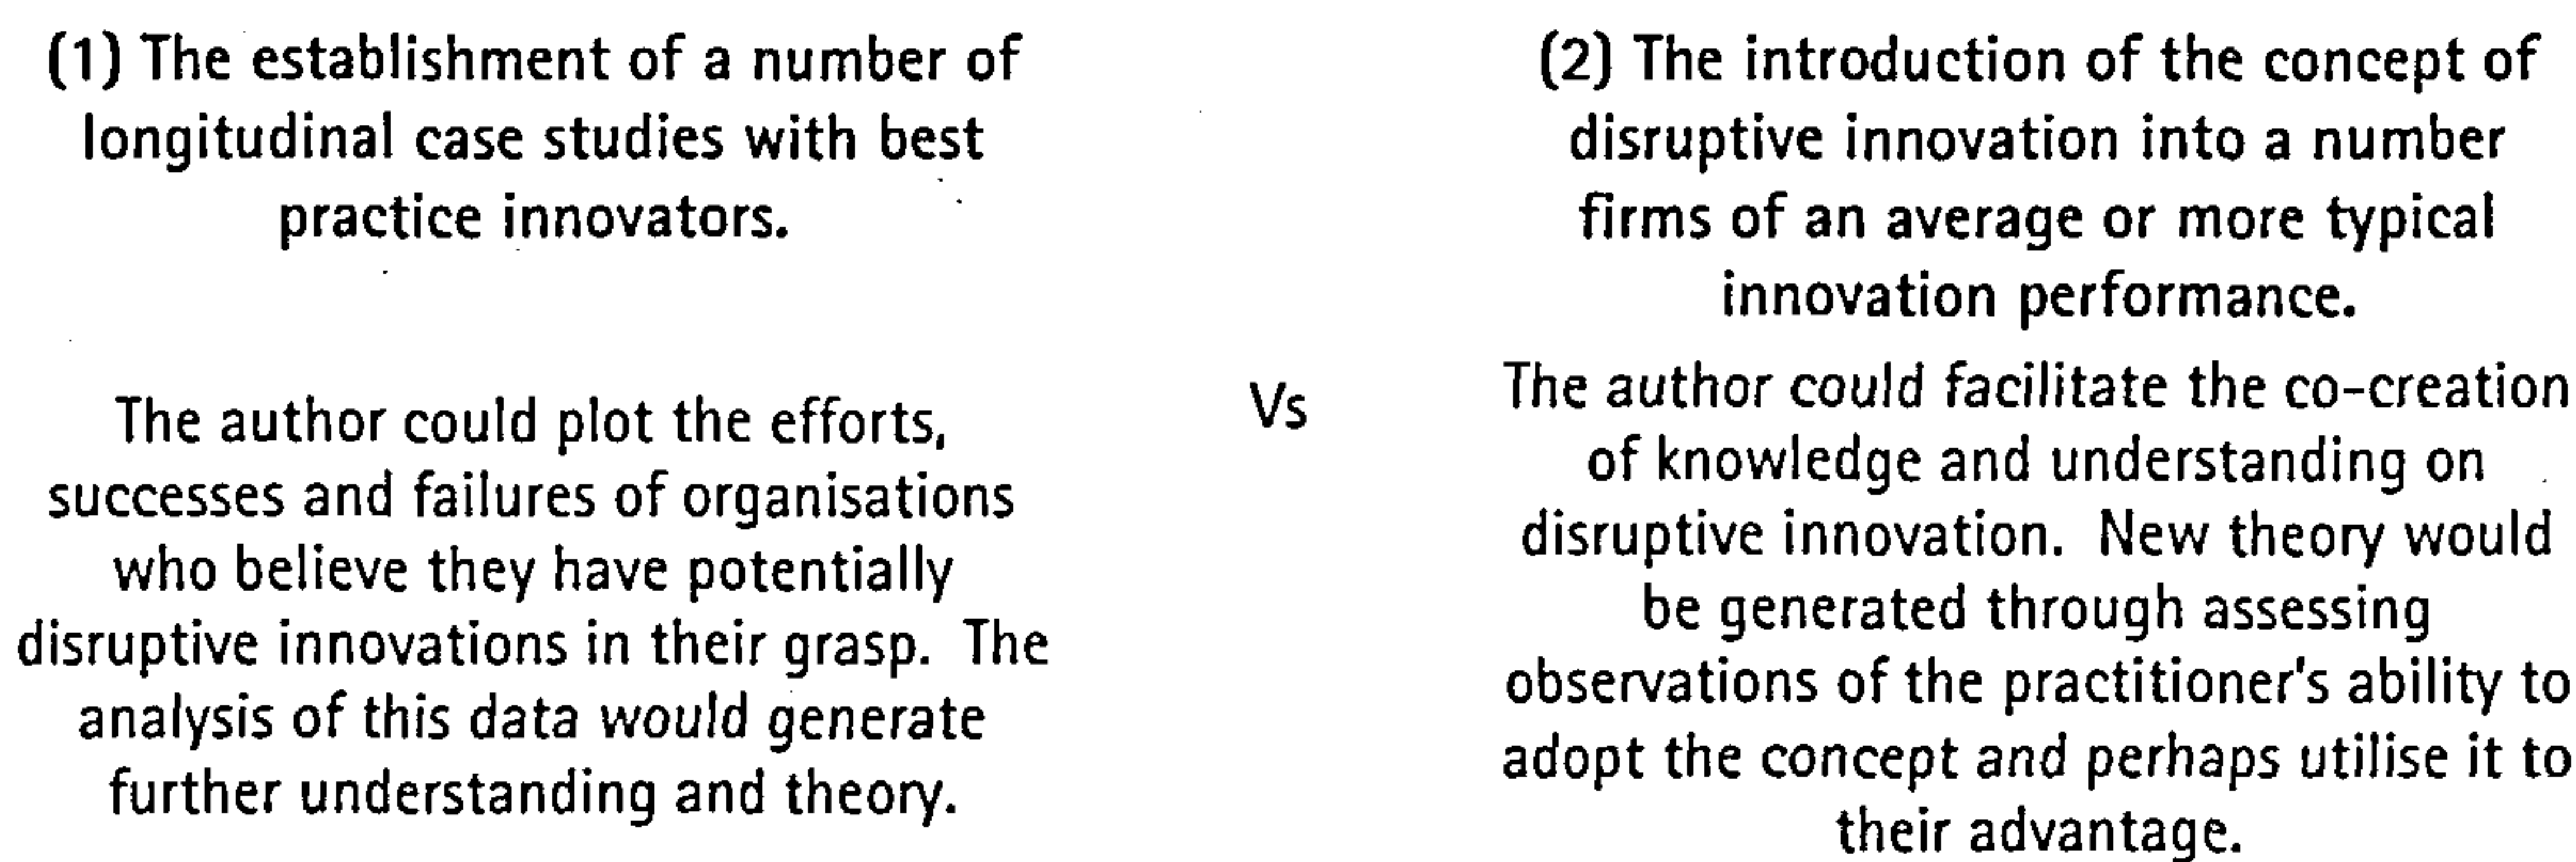 (1) The establishment of a number of
longitudinal case studies with best
practice innovators.
The author could plot the efforts,
successes and failures of organisations
who believe they have potentially
disruptive innovations in their grasp.  The
analysis of this data would generate
further understanding and theory.
Vs
(2) The introduction of the concept of
disruptive innovation into a number
firms of an average or more typical
innovation performance.
The author could facilitate the co-creation
of knowledge and understanding on
disruptive innovation.  New theory would
be generated through assessing
observations of the practitioner's ability to
adopt the concept and perhaps utilise it to
their advantage.